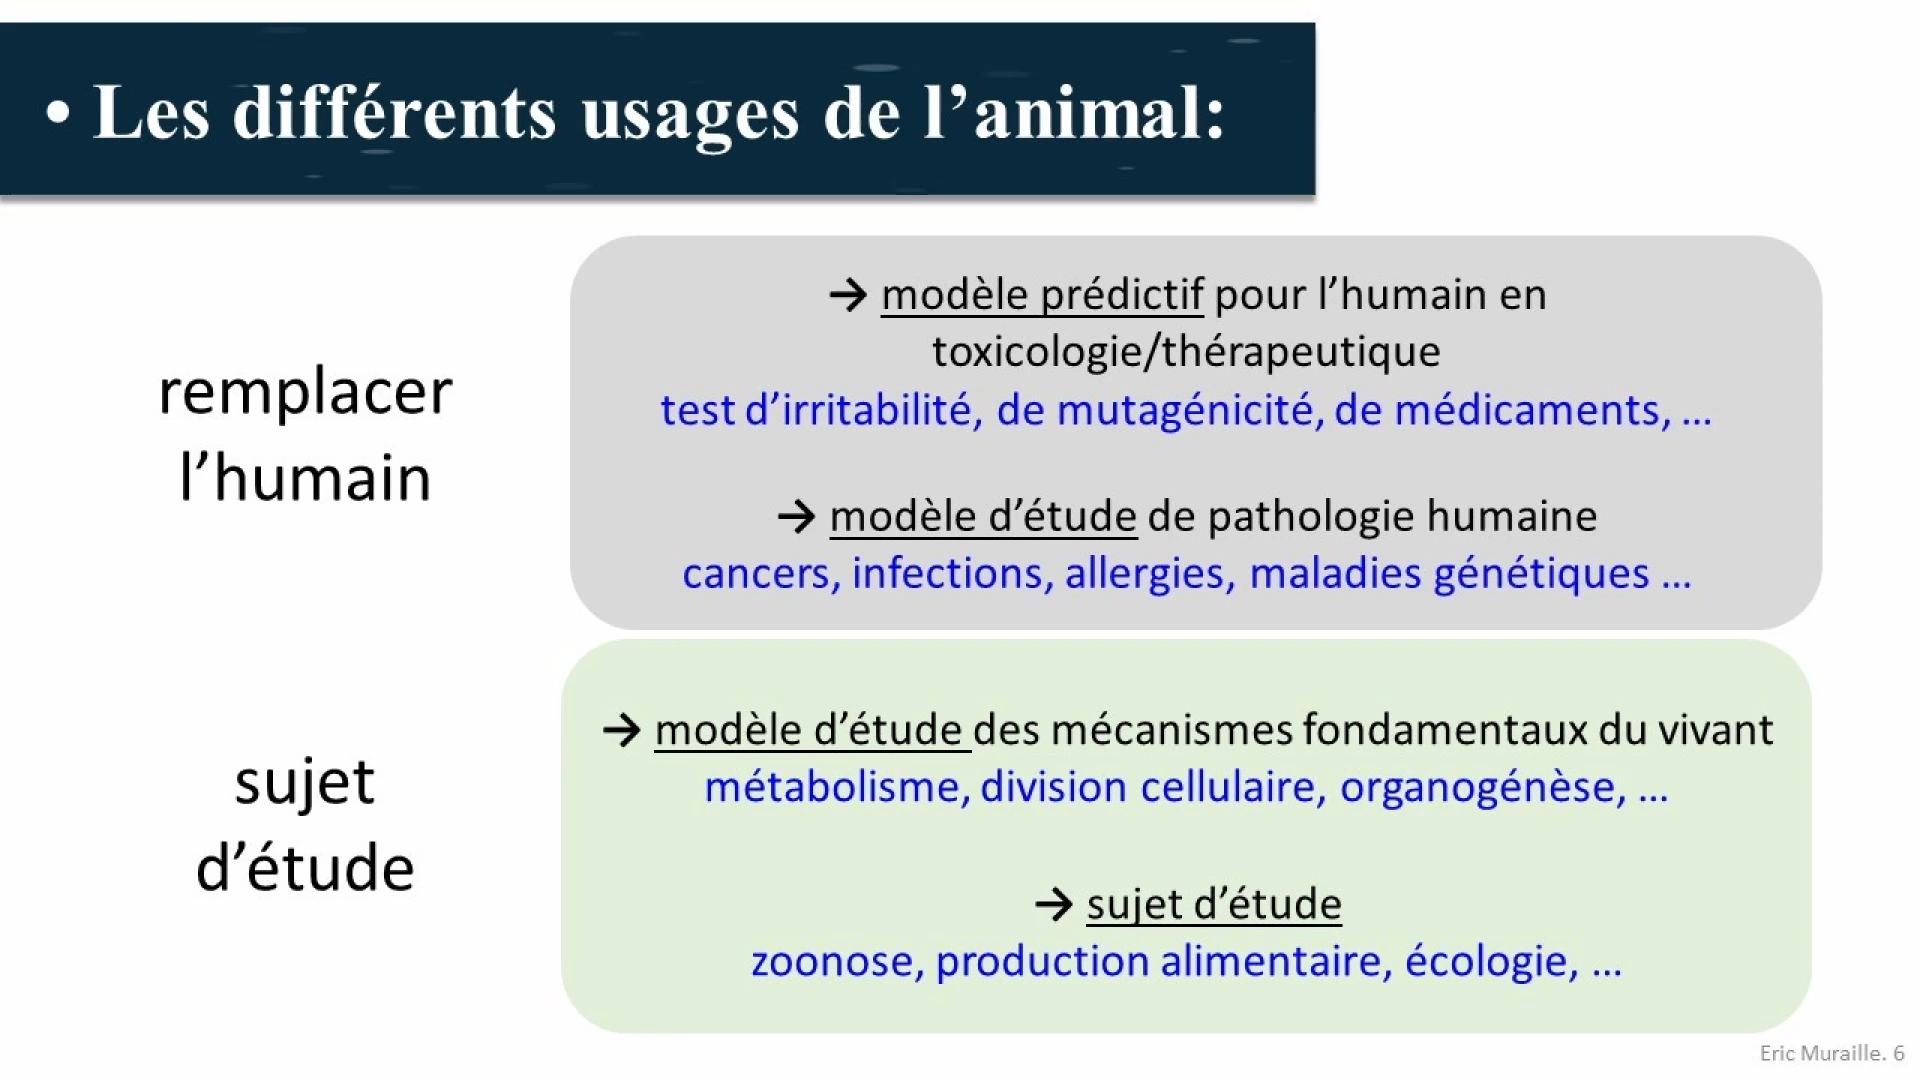 • Les différents usages de l’animal:
remplacer
l’humain
→ modèle prédictif pour l’humain en
toxicologie/thérapeutique
test d’irritabilité, de mutagénicité, de médicaments, ...
→ modèle d’étude de pathologie humaine
cancers, infections, allergies, maladies génétiques ...
sujet
d’étude
→ modèle d’étude des mécanismes fondamentaux du vivant
métabolisme, division cellulaire, organogénèse, ...
→ sujet d’étude
zoonose, production alimentaire, écologie, ...
Eric Muraille. 6